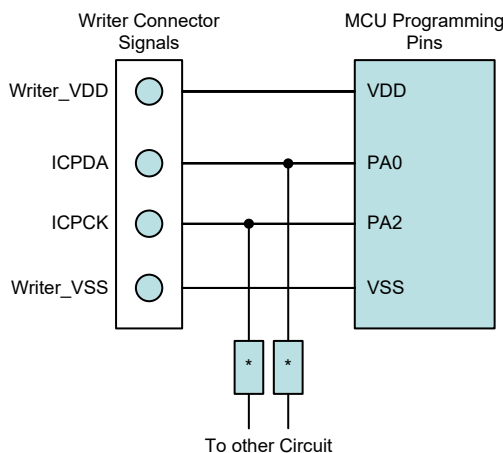 Writer Connector
Signals
MCU Programming
Pins
Writer_VDD
VDD
ICPDA
PA0
ICPCK
PA2
Writer_VSS
VSS
*
*
To other Circuit